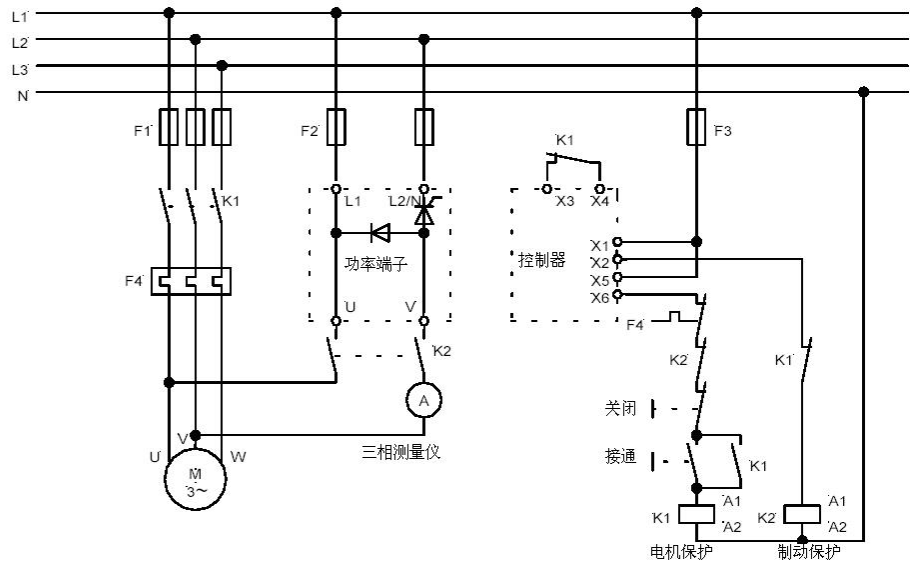 L1
L2
L3
N
F1
F2
F3
K1
K1
L1
L2/N
X3
X4
X1
控制器
X2
功率端子
X5
F4
X6
U
V
F4
K2
K2
K1
A
关闭
V
三相测量仪
接通
U
W
K1
M
3~
A1
A1
K1
K2
A2
A2
电机保护
制动保护